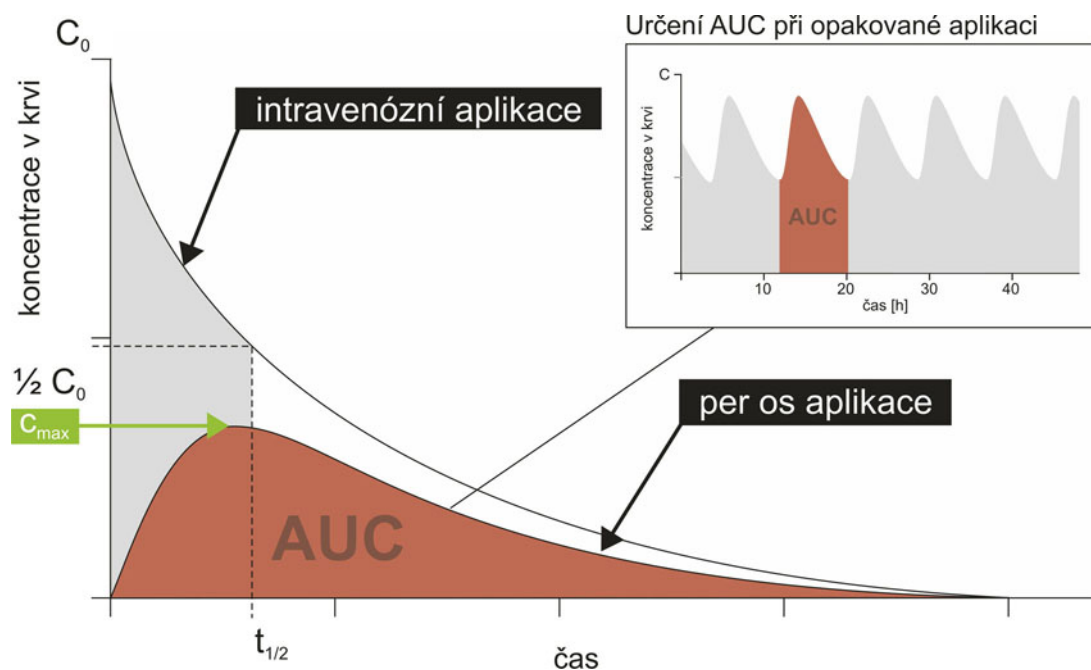 Určení AUC při opakované aplikaci
C
koncentrace v krvi
AUC
10
20
30
40
čas [h]
C₀
koncentrace v krvi
intravenózní aplikace
½ C₀
cₘₐₓ
per os aplikace
AUC
t₁/₂
čas